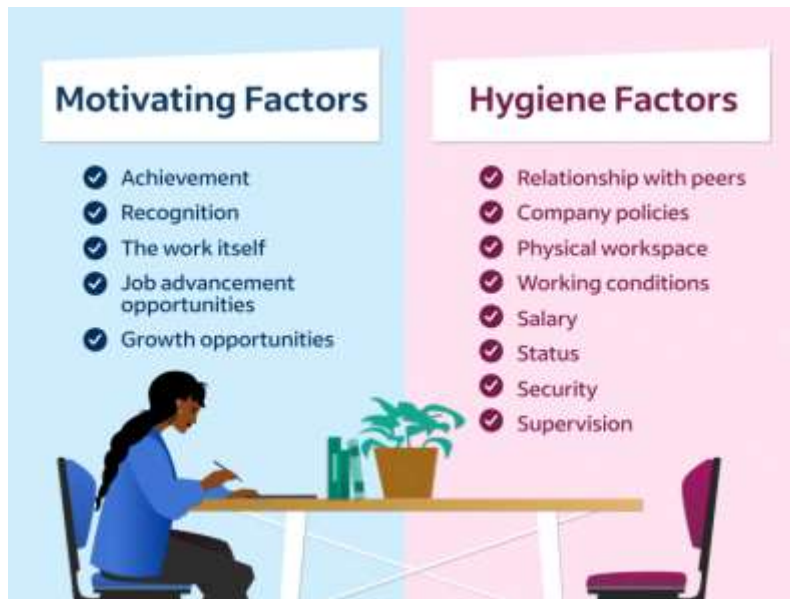 Motivating Factors
Achievement
Recognition
The work itself
Job advancement
opportunities
Growth opportunities
Hygiene Factors
Relationship with peers
Company policies
Physical workspace
Working conditions
Salary
Status
Security
Supervision